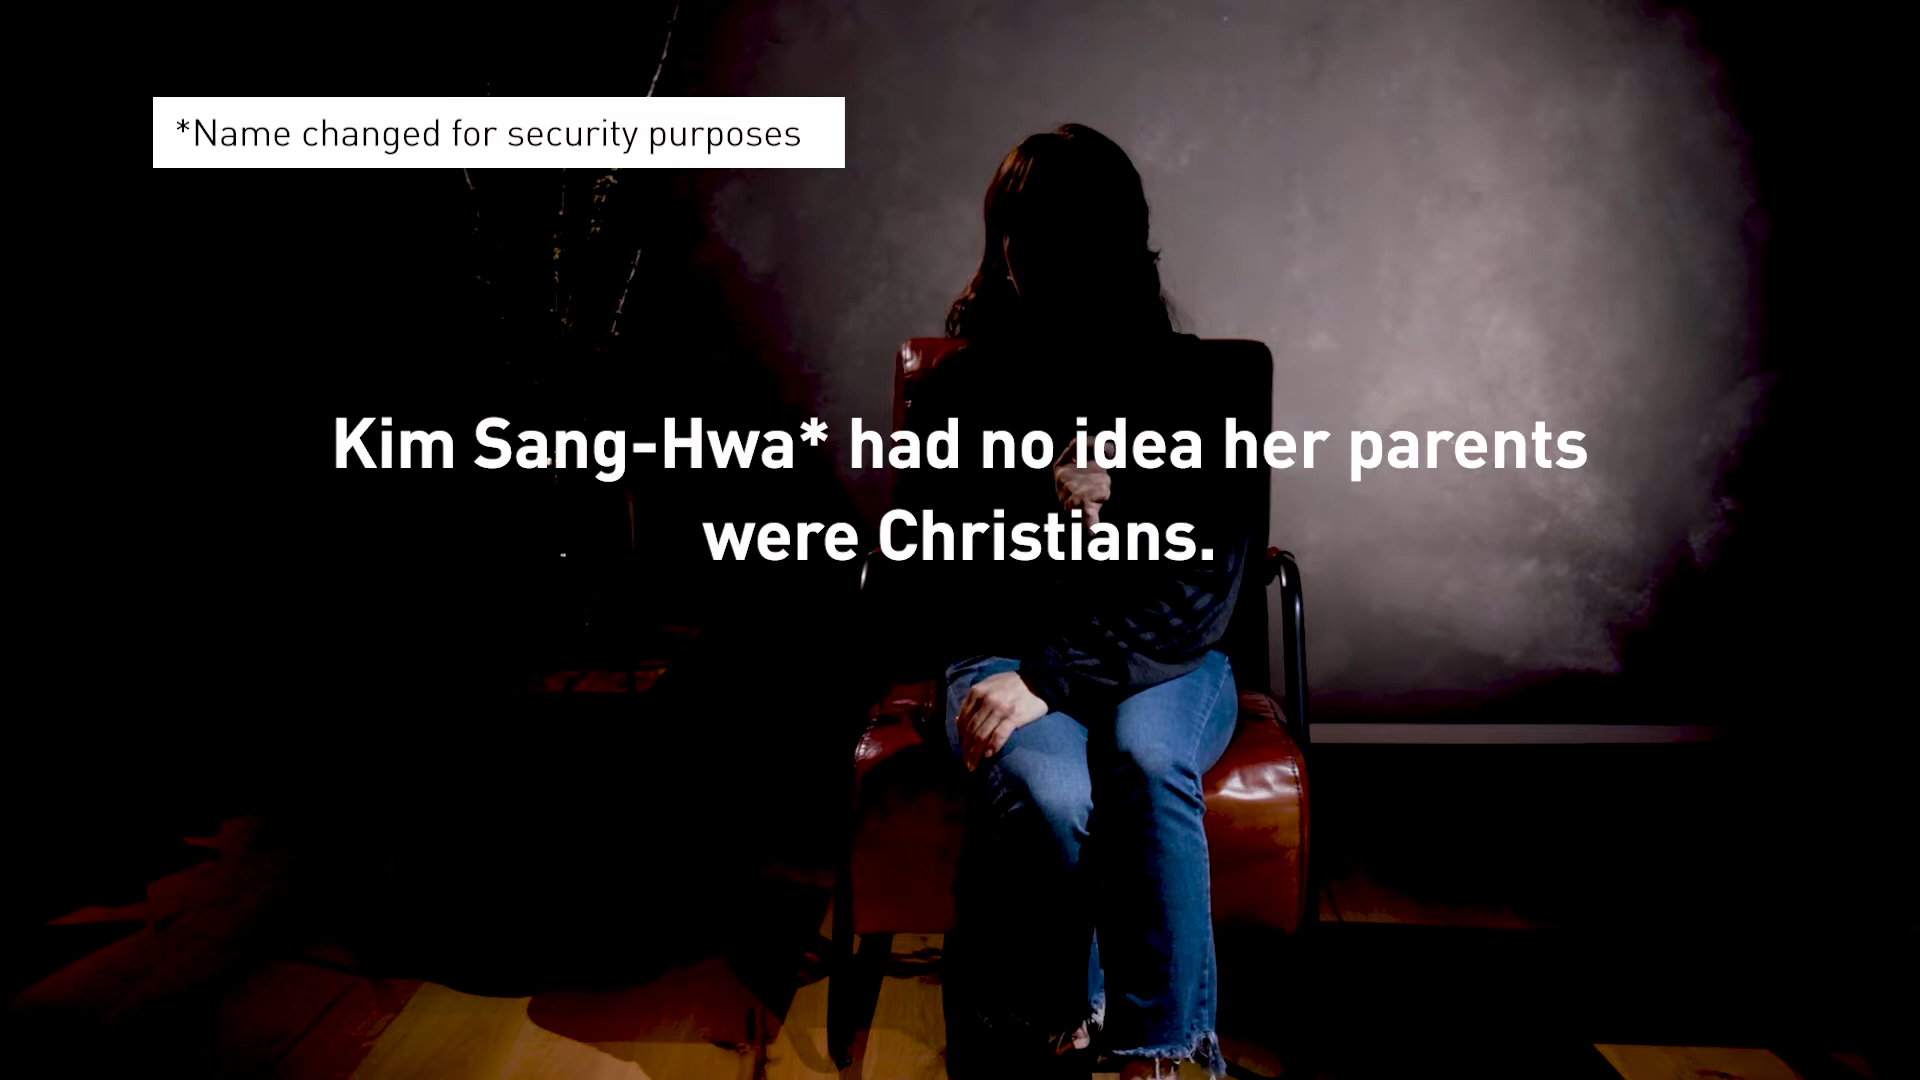 *Name changed for security purposes
Kim Sang-Hwa* had no idea her parents
were Christians.